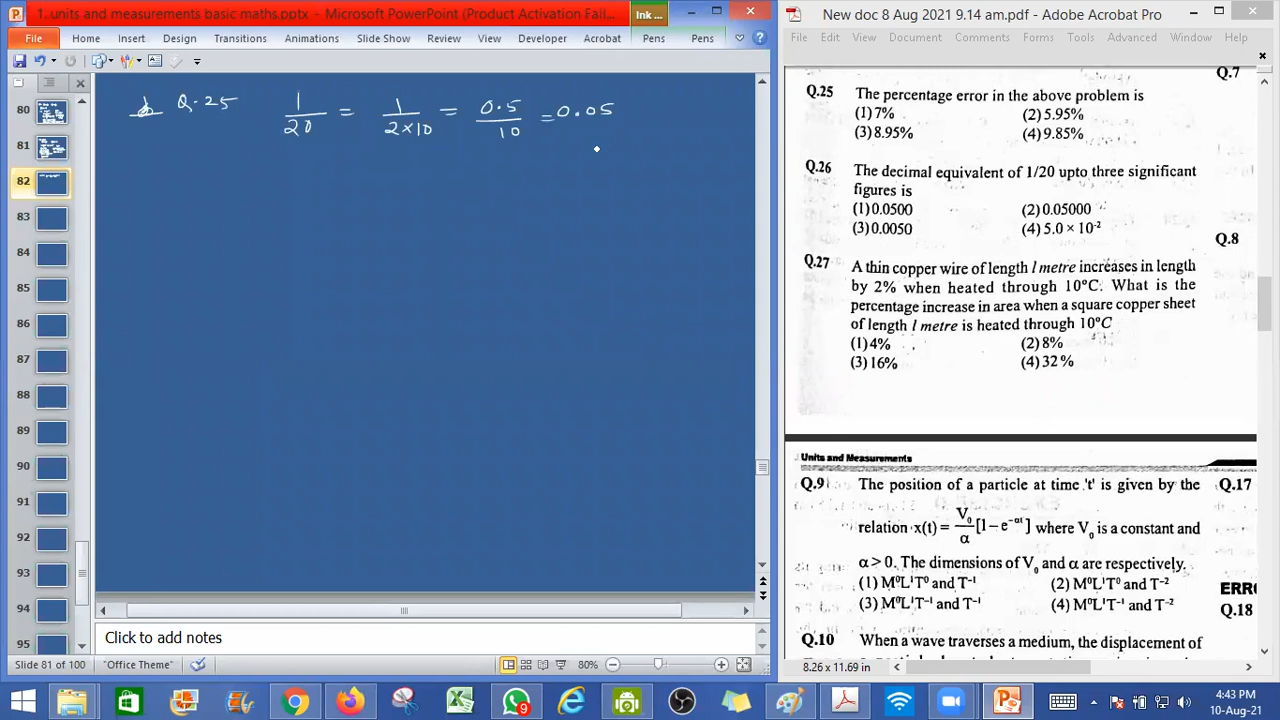 1. units and measurements basic maths.pptx - Microsoft PowerPoint (Product Activation Fail...
Ink ...
File Home Insert Design Transitions Animations Slide Show Review View Developer Acrobat Pens Pens
80
81
82
83
84
85
86
87
88
89
90
91
92
93
94
95
Q.25 1/20 = 1/2×10 = 0.5/10 = 0.05
Click to add notes
Slide 81 of 100 "Office Theme" 80%
New doc 8 Aug 2021 9.14 am.pdf - Adobe Acrobat Pro
File Edit View Document Comments Forms Tools Advanced Window Help
Q.7
Q.25 The percentage error in the above problem is
(1) 7% (2) 5.95%
(3) 8.95% (4) 9.85%
Q.26 The decimal equivalent of 1/20 upto three significant
figures is
(1) 0.0500 (2) 0.05000
(3) 0.0050 (4) 5.0 × 10⁻²
Q.8
Q.27 A thin copper wire of length l metre increases in length
by 2% when heated through 10°C. What is the
percentage increase in area when a square copper sheet
of length l metre is heated through 10°C
(1) 4% (2) 8%
(3) 16% (4) 32%
Units and Measurements
Q.9 The position of a particle at time 't' is given by the
relation x(t) = V₀/α [1 – e⁻ᵅᵗ] where V₀ is a constant and
α > 0. The dimensions of V₀ and α are respectively.
(1) M⁰L¹T⁰ and T⁻¹ (2) M⁰L¹T⁰ and T⁻²
(3) M⁰L¹T⁻¹ and T⁻¹ (4) M⁰L¹T⁻¹ and T⁻²
Q.10 When a wave traverses a medium, the displacement of
Q.17
ERRO
Q.18
8.26 x 11.69 in
9
4:43 PM
10-Aug-21